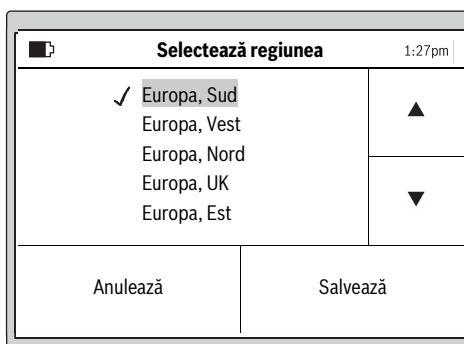 Selectează regiunea 1:27pm
Europa, Sud
Europa, Vest
Europa, Nord
Europa, UK
Europa, Est
Anulează Salvează